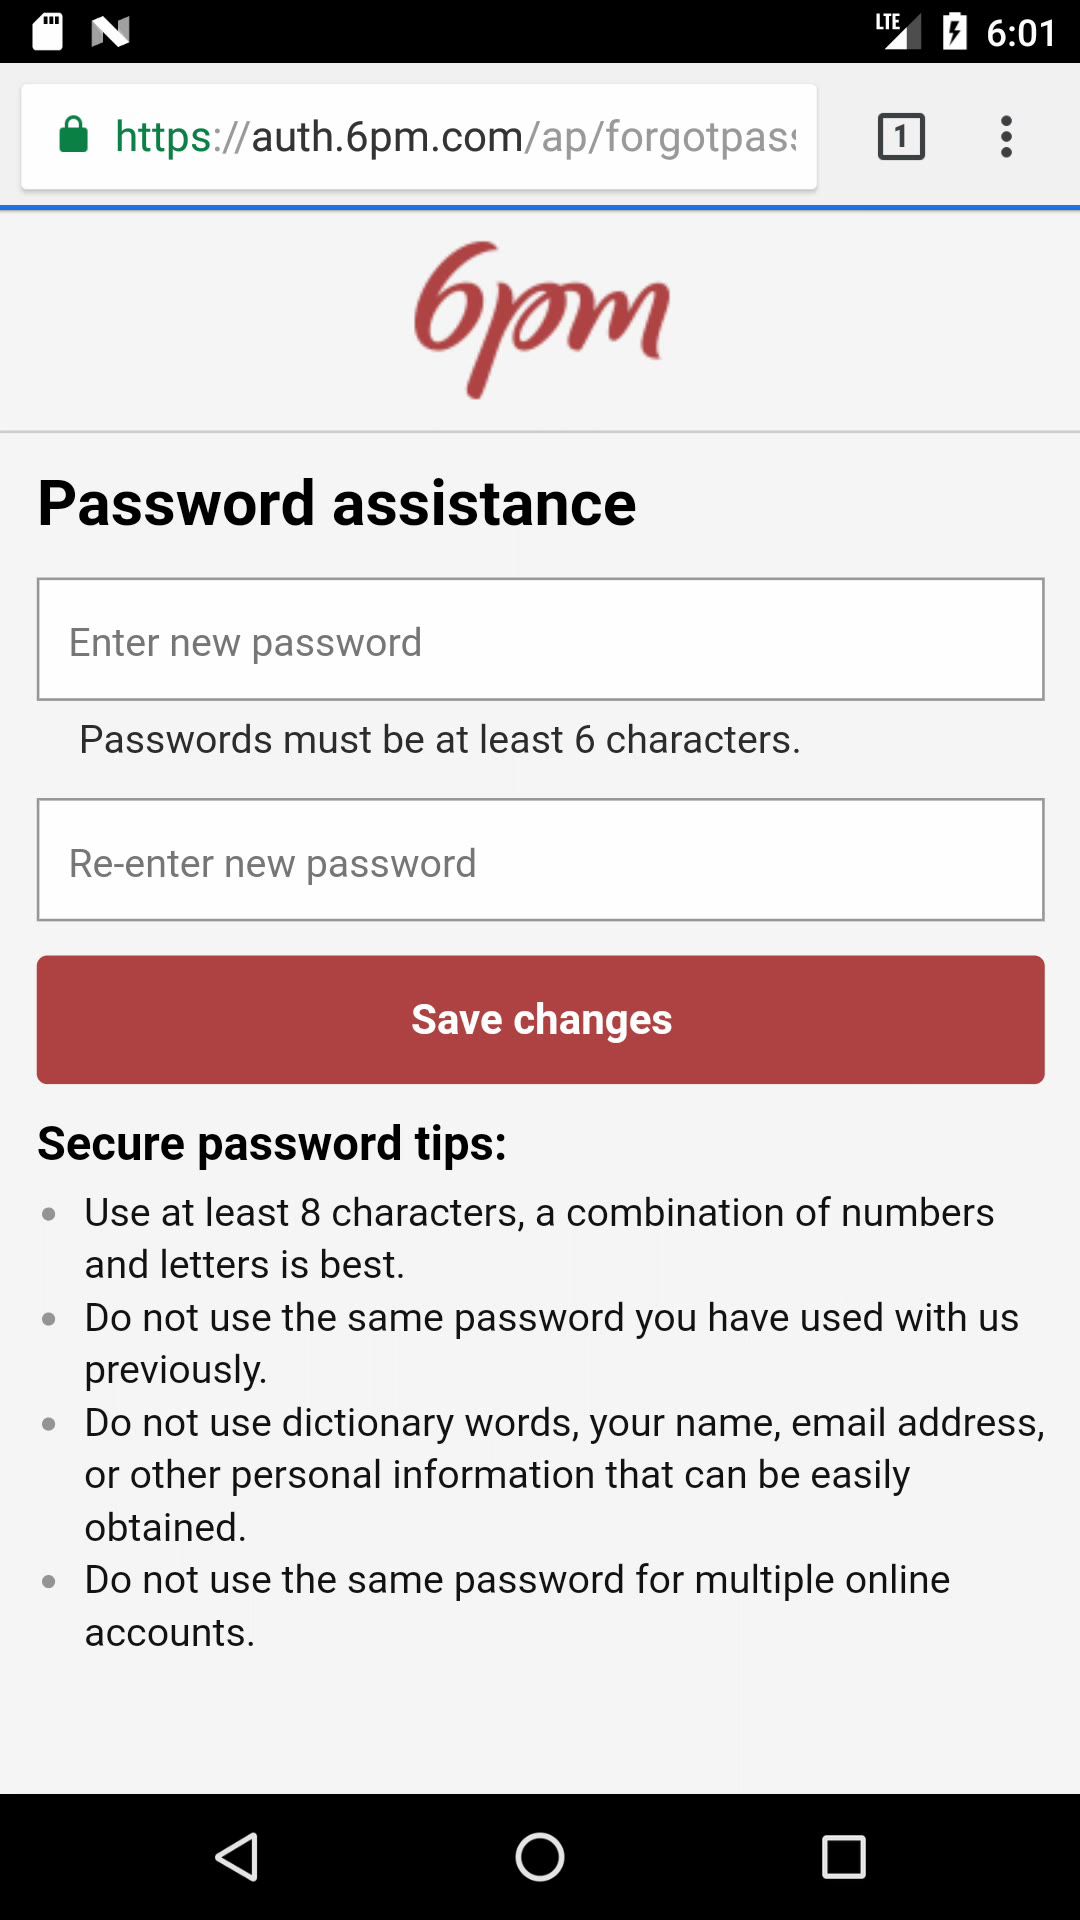 LTE 6:01
https://auth.6pm.com/ap/forgotpass
1
6pm
Password assistance
Enter new password
Passwords must be at least 6 characters.
Re-enter new password
Save changes
Secure password tips:
Use at least 8 characters, a combination of numbers
and letters is best.
Do not use the same password you have used with us
previously.
Do not use dictionary words, your name, email address,
or other personal information that can be easily
obtained.
Do not use the same password for multiple online
accounts.